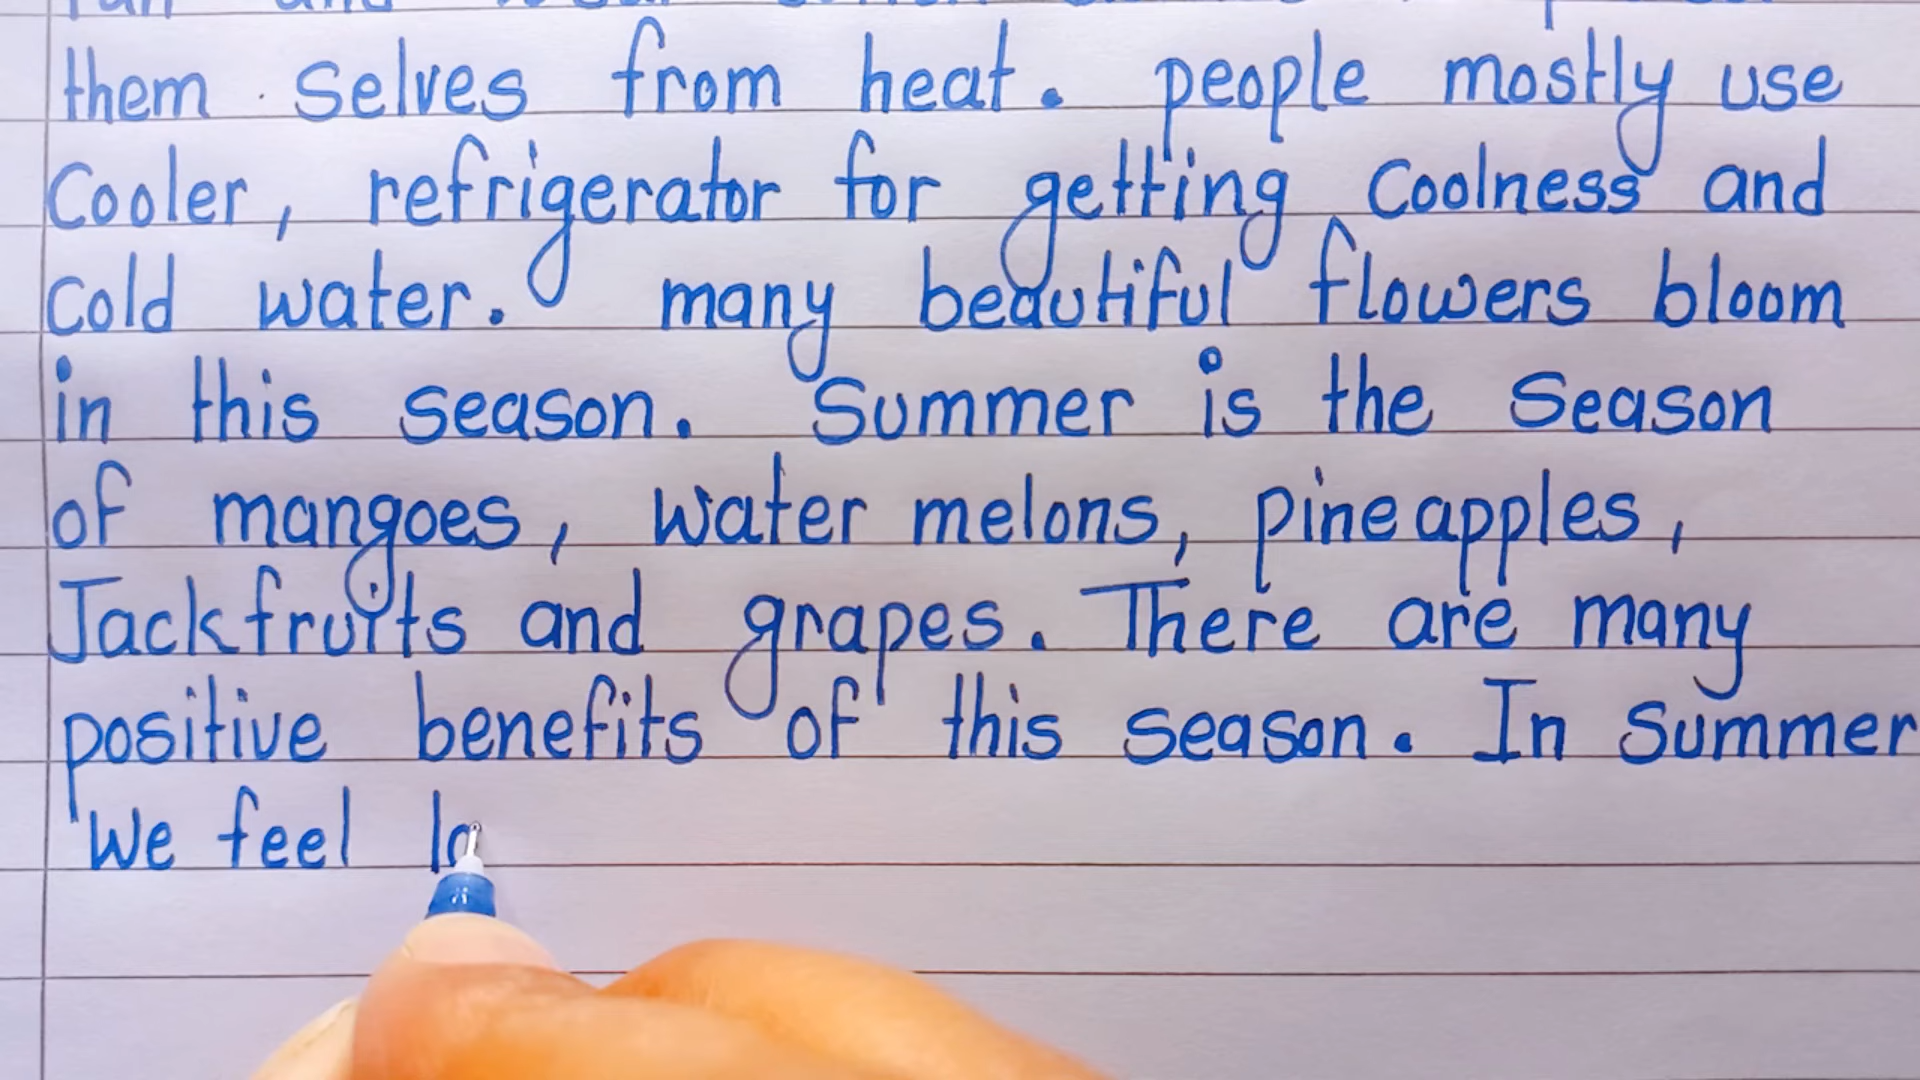 them selves from heat. people mostly use
Cooler, refrigerator for getting Coolness and
Cold water. many beautiful flowers bloom
in this season. Summer is the Season
of mangoes, water melons, pineapples,
Jackfruits and grapes. There are many
positive benefits of this season. In Summer
We feel